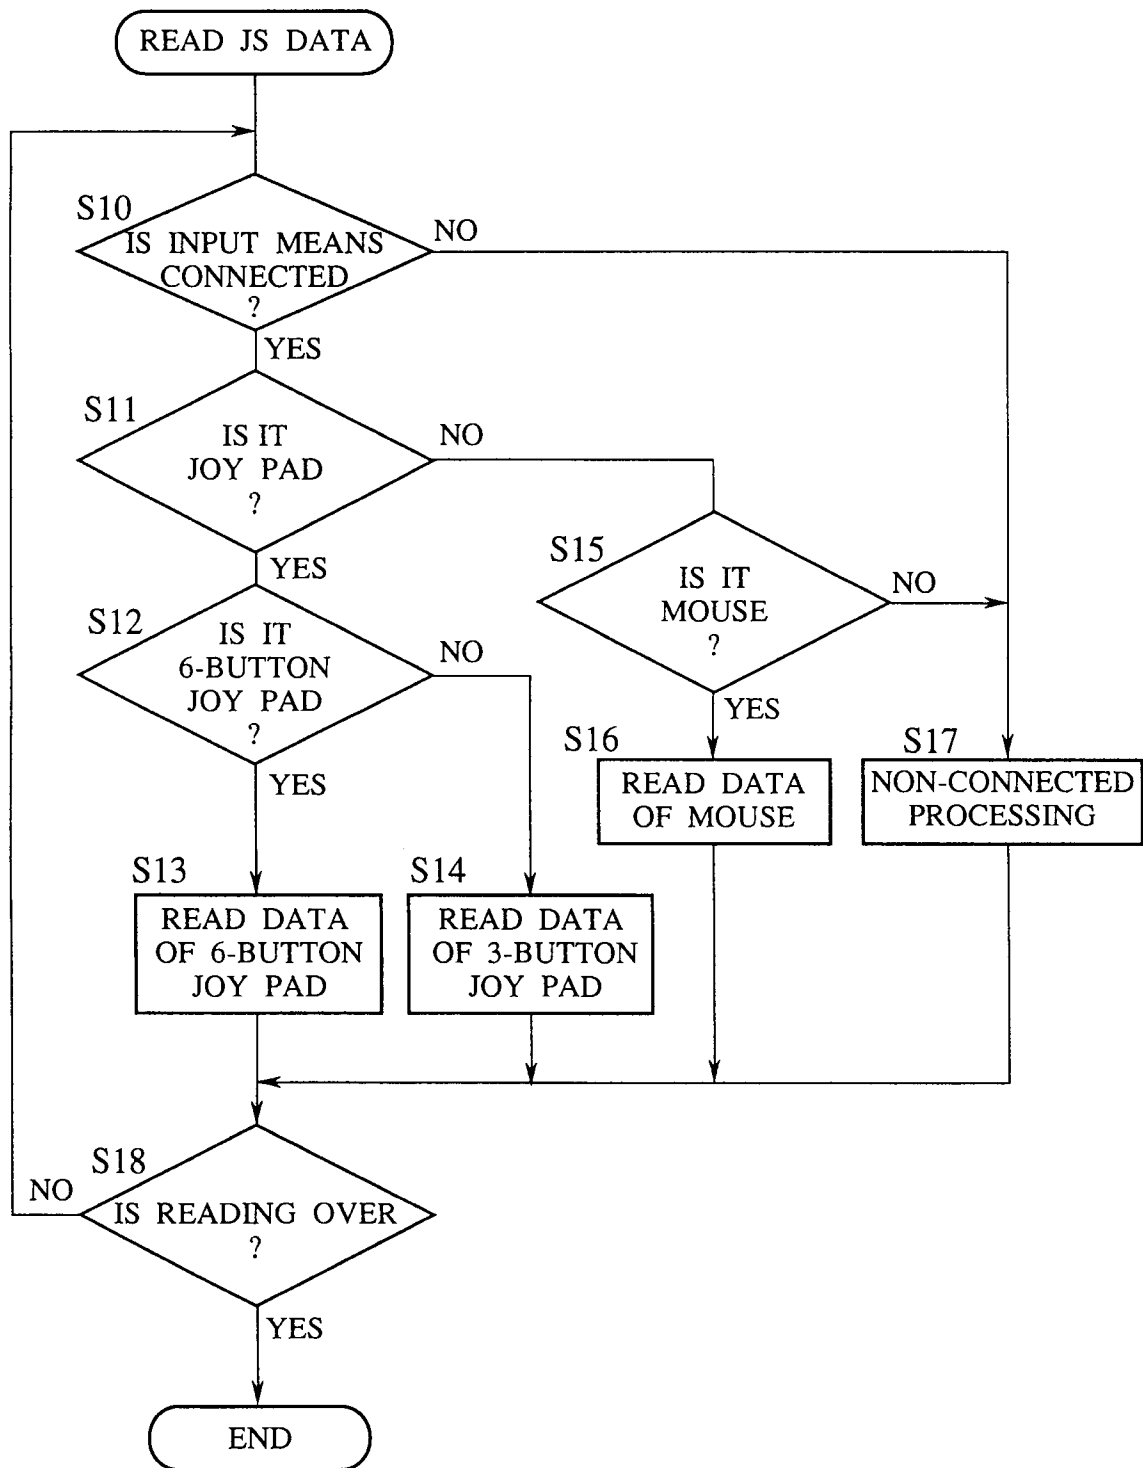 READ JS DATA
S10
IS INPUT MEANS
CONNECTED
?
NO
YES
S11
IS IT
JOY PAD
?
NO
YES
S15
IS IT
MOUSE
?
NO
YES
S12
IS IT
6-BUTTON
JOY PAD
?
NO
YES
S16
READ DATA
OF MOUSE
S17
NON-CONNECTED
PROCESSING
S13
READ DATA
OF 6-BUTTON
JOY PAD
S14
READ DATA
OF 3-BUTTON
JOY PAD
S18
NO
IS READING OVER
?
YES
END